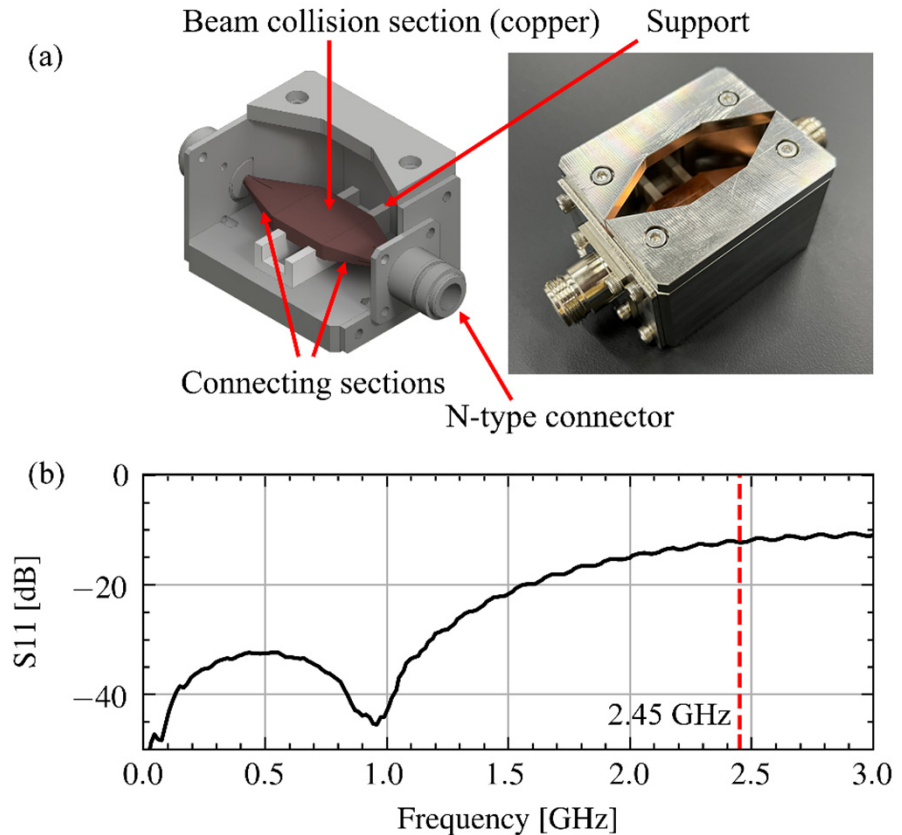 Beam collision section (copper)
Support
(a)
Connecting sections
N-type connector
(b)
0
−20
−40
S11 [dB]
2.45 GHz
0.0
0.5
1.0
1.5
2.0
2.5
3.0
Frequency [GHz]